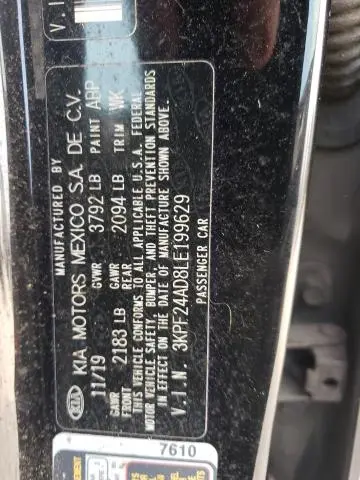 MANUFACTURED BY
KIA KIA MOTORS MEXICO S.A. DE C.V.
11/19 GVWR 3792 LB PAINT ABP
GAWR FRONT 2183 LB GAWR REAR 2094 LB TRIM WK
THIS VEHICLE CONFORMS TO ALL APPLICABLE U.S.A. FEDERAL
MOTOR VEHICLE SAFETY, BUMPER, AND THEFT PREVENTION STANDARDS
IN EFFECT ON THE DATE OF MANUFACTURE SHOWN ABOVE.
V.I.N. 3KPF24AD8LE199629
PASSENGER CAR
V.I.N
7610